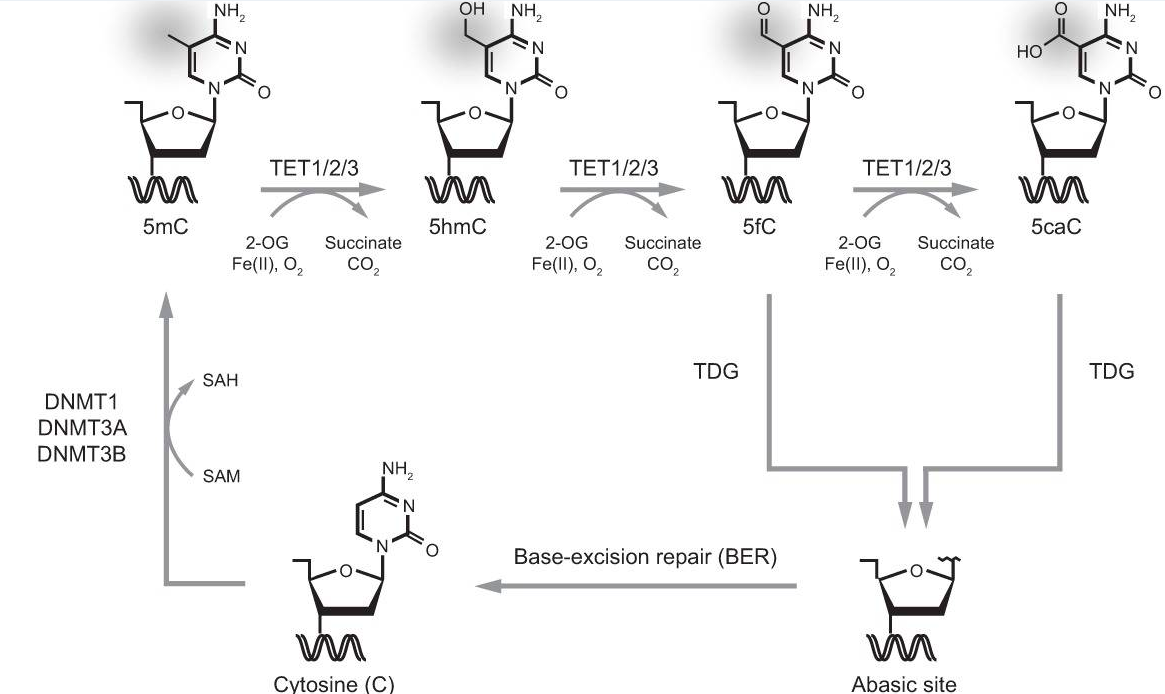 OH
O
O
NH2
NH2
NH2
NH2
HO
N
N
N
N
N
O
N
O
N
O
N
O
O
O
O
O
TET1/2/3
TET1/2/3
TET1/2/3
5mC
5hmC
5fC
5caC
2-OG
Fe(II), O2
Succinate
CO2
2-OG
Fe(II), O2
Succinate
CO2
2-OG
Fe(II), O2
Succinate
CO2
DNMT1
DNMT3A
DNMT3B
SAH
SAM
TDG
TDG
NH2
N
N
O
O
Base-excision repair (BER)
O
Cytosine (C)
Abasic site